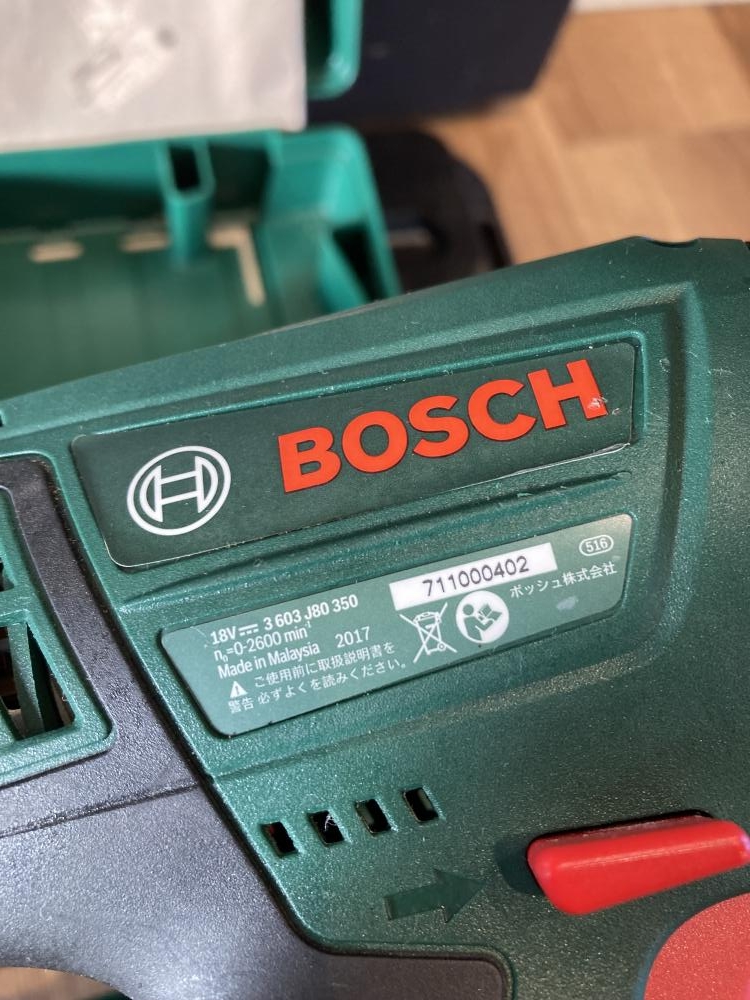 BOSCH
18V 3 603 J80 350
n₀=0-2600 min⁻¹
Made in Malaysia 2017
ご使用前に取扱説明書を
警告 必ずよくを読みください。
711000402
516
ボッシュ株式会社